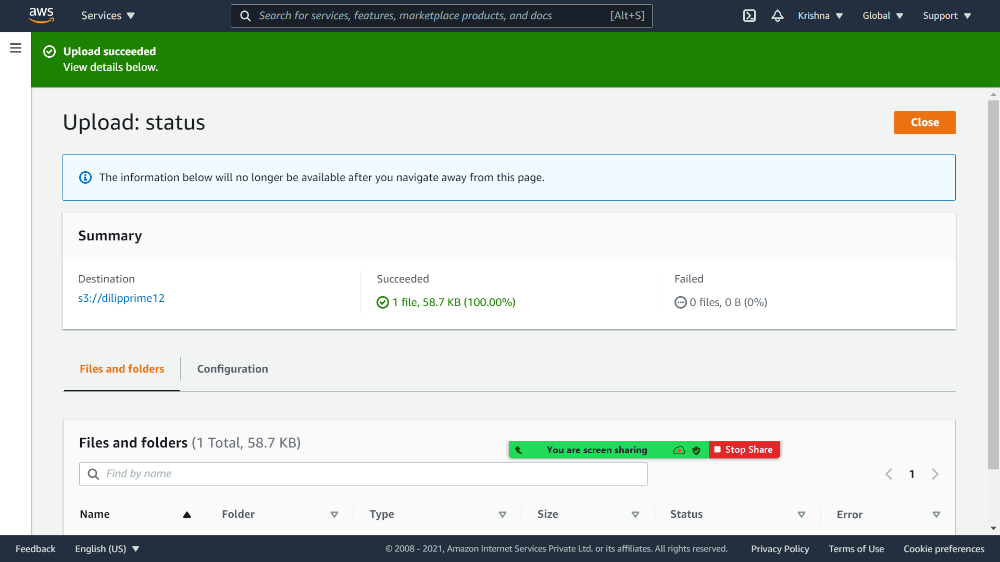 aws
Services
Search for services, features, marketplace products, and docs
[Alt+S]
Krishna
Global
Support
Upload succeeded
View details below.
Upload: status
Close
The information below will no longer be available after you navigate away from this page.
Summary
Destination
s3://dilipprime12
Succeeded
1 file, 58.7 KB (100.00%)
Failed
0 files, 0 B (0%)
Files and folders
Configuration
Files and folders (1 Total, 58.7 KB)
You are screen sharing
Stop Share
Find by name
1
Name
Folder
Type
Size
Status
Error
Feedback
English (US)
© 2008 - 2021, Amazon Internet Services Private Ltd. or its affiliates. All rights reserved.
Privacy Policy
Terms of Use
Cookie preferences